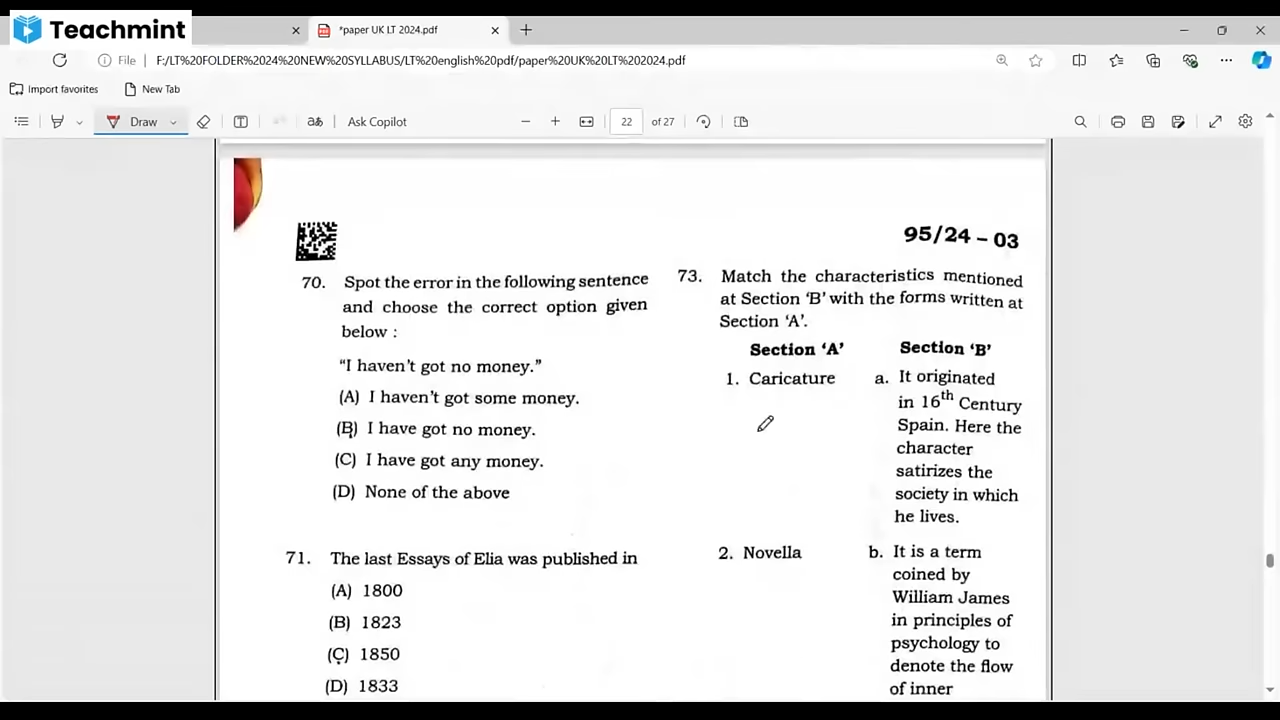 Teachmint
*paper UK LT 2024.pdf
File
F:/LT%20FOLDER%2024%20NEW%20SYLLABUS/LT%20english%20pdf/paper%20UK%20LT%202024.pdf
Import favorites
New Tab
Draw
aあ
Ask Copilot
22
of 27
95/24 – 03
70. Spot the error in the following sentence
and choose the correct option given
below :
"I haven't got no money."
(A) I haven't got some money.
(B) I have got no money.
(C) I have got any money.
(D) None of the above
71. The last Essays of Elia was published in
(A) 1800
(B) 1823
(C) 1850
(D) 1833
73. Match the characteristics mentioned
at Section 'B' with the forms written at
Section 'A'.
Section 'A'
Section 'B'
1. Caricature
a. It originated
in 16th Century
Spain. Here the
character
satirizes the
society in which
he lives.
2. Novella
b. It is a term
coined by
William James
in principles of
psychology to
denote the flow
of inner